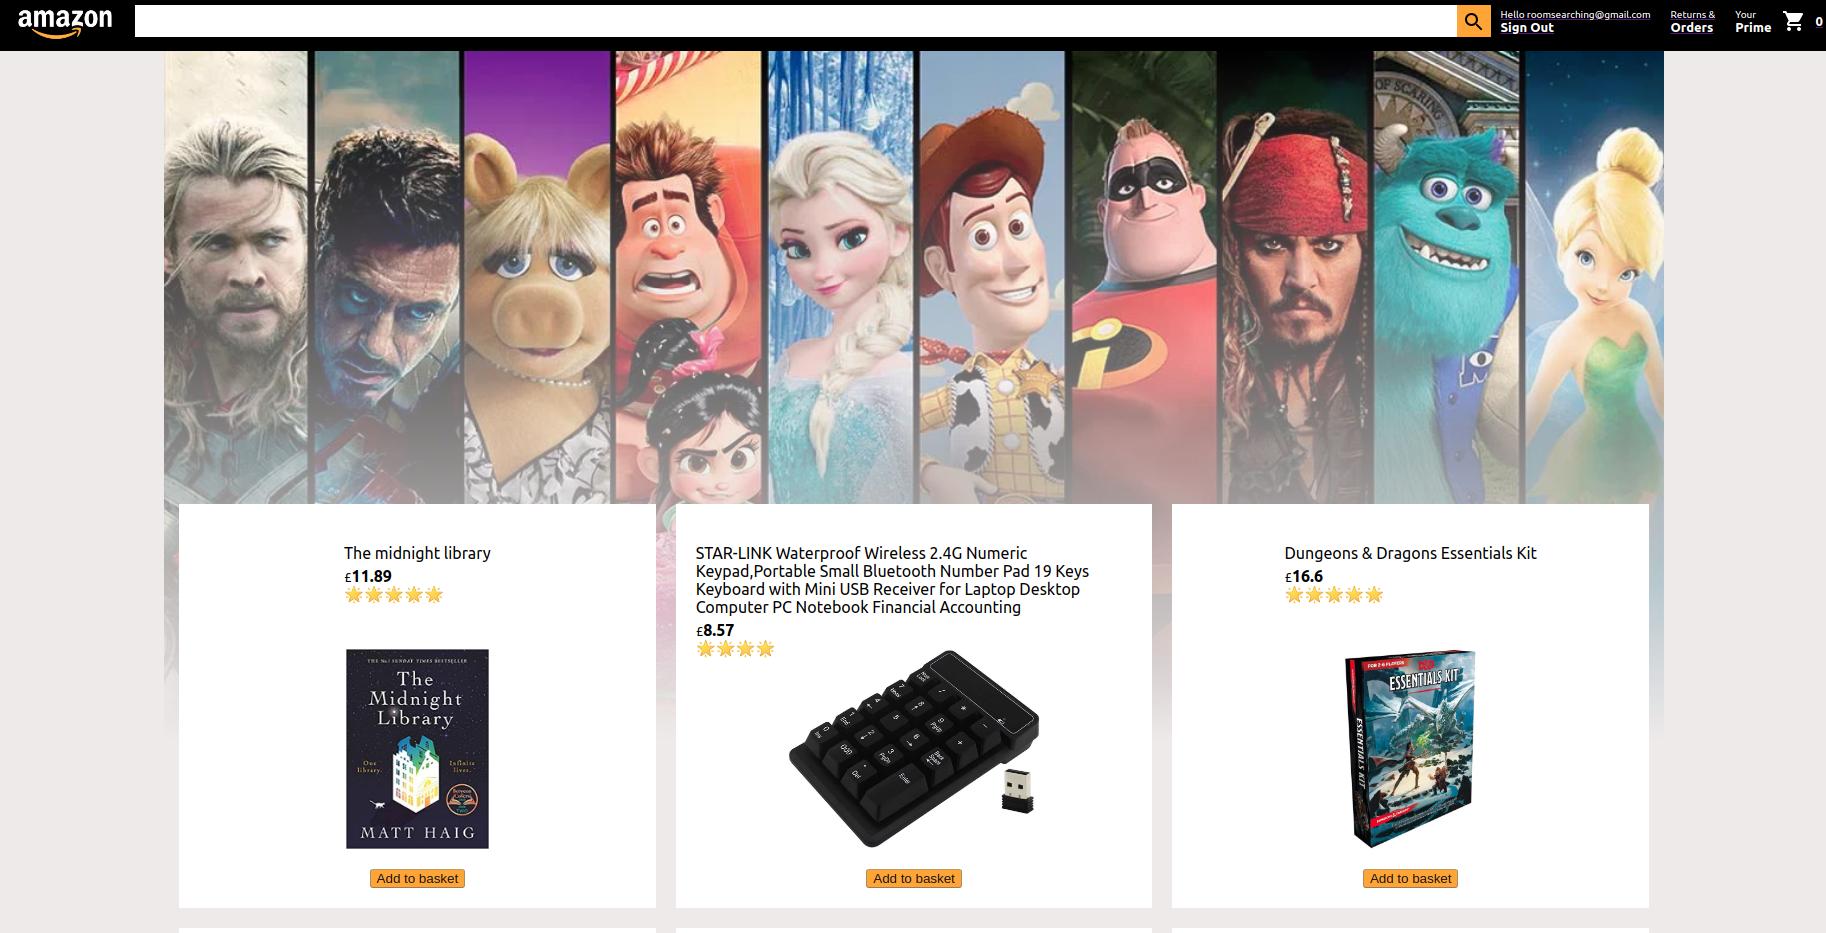 amazon
Hello roomsearching@gmail.com
Sign Out
Returns &
Orders
Your
Prime
0
OF SCARING
The midnight library
£11.89
STAR-LINK Waterproof Wireless 2.4G Numeric
Keypad,Portable Small Bluetooth Number Pad 19 Keys
Keyboard with Mini USB Receiver for Laptop Desktop
Computer PC Notebook Financial Accounting
£8.57
Dungeons & Dragons Essentials Kit
£16.6
THE No.1 SUNDAY TIMES BESTSELLER
The
Midnight
Library
One
library.
Infinite
lives.
MATT HAIG
FOR 2-6 PLAYERS
ESSENTIALS KIT
ESSENTIALS KIT
Add to basket
Add to basket
Add to basket